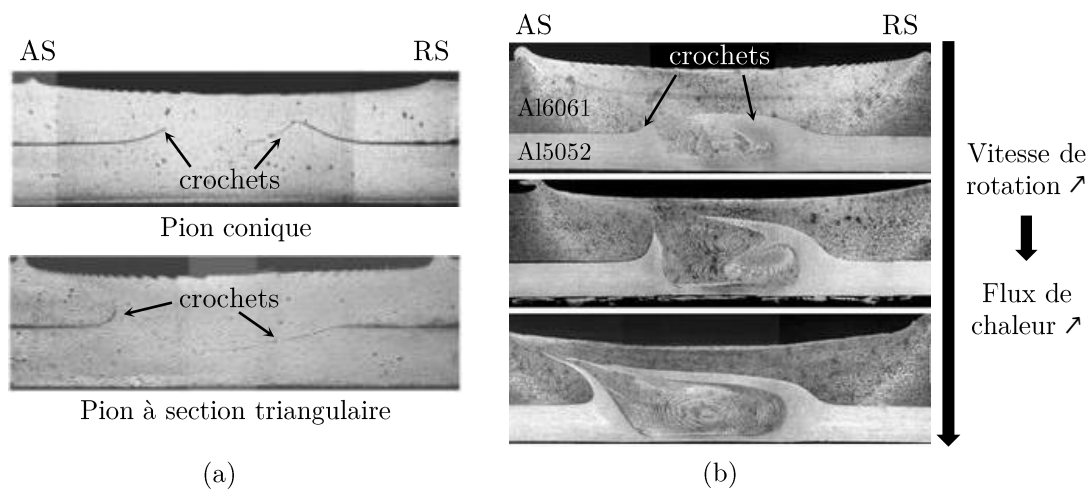 AS
RS
crochets
Pion conique
crochets
Pion à section triangulaire
(a)
AS
RS
crochets
Al6061
Al5052
(b)
Vitesse de
rotation ↗
Flux de
chaleur ↗